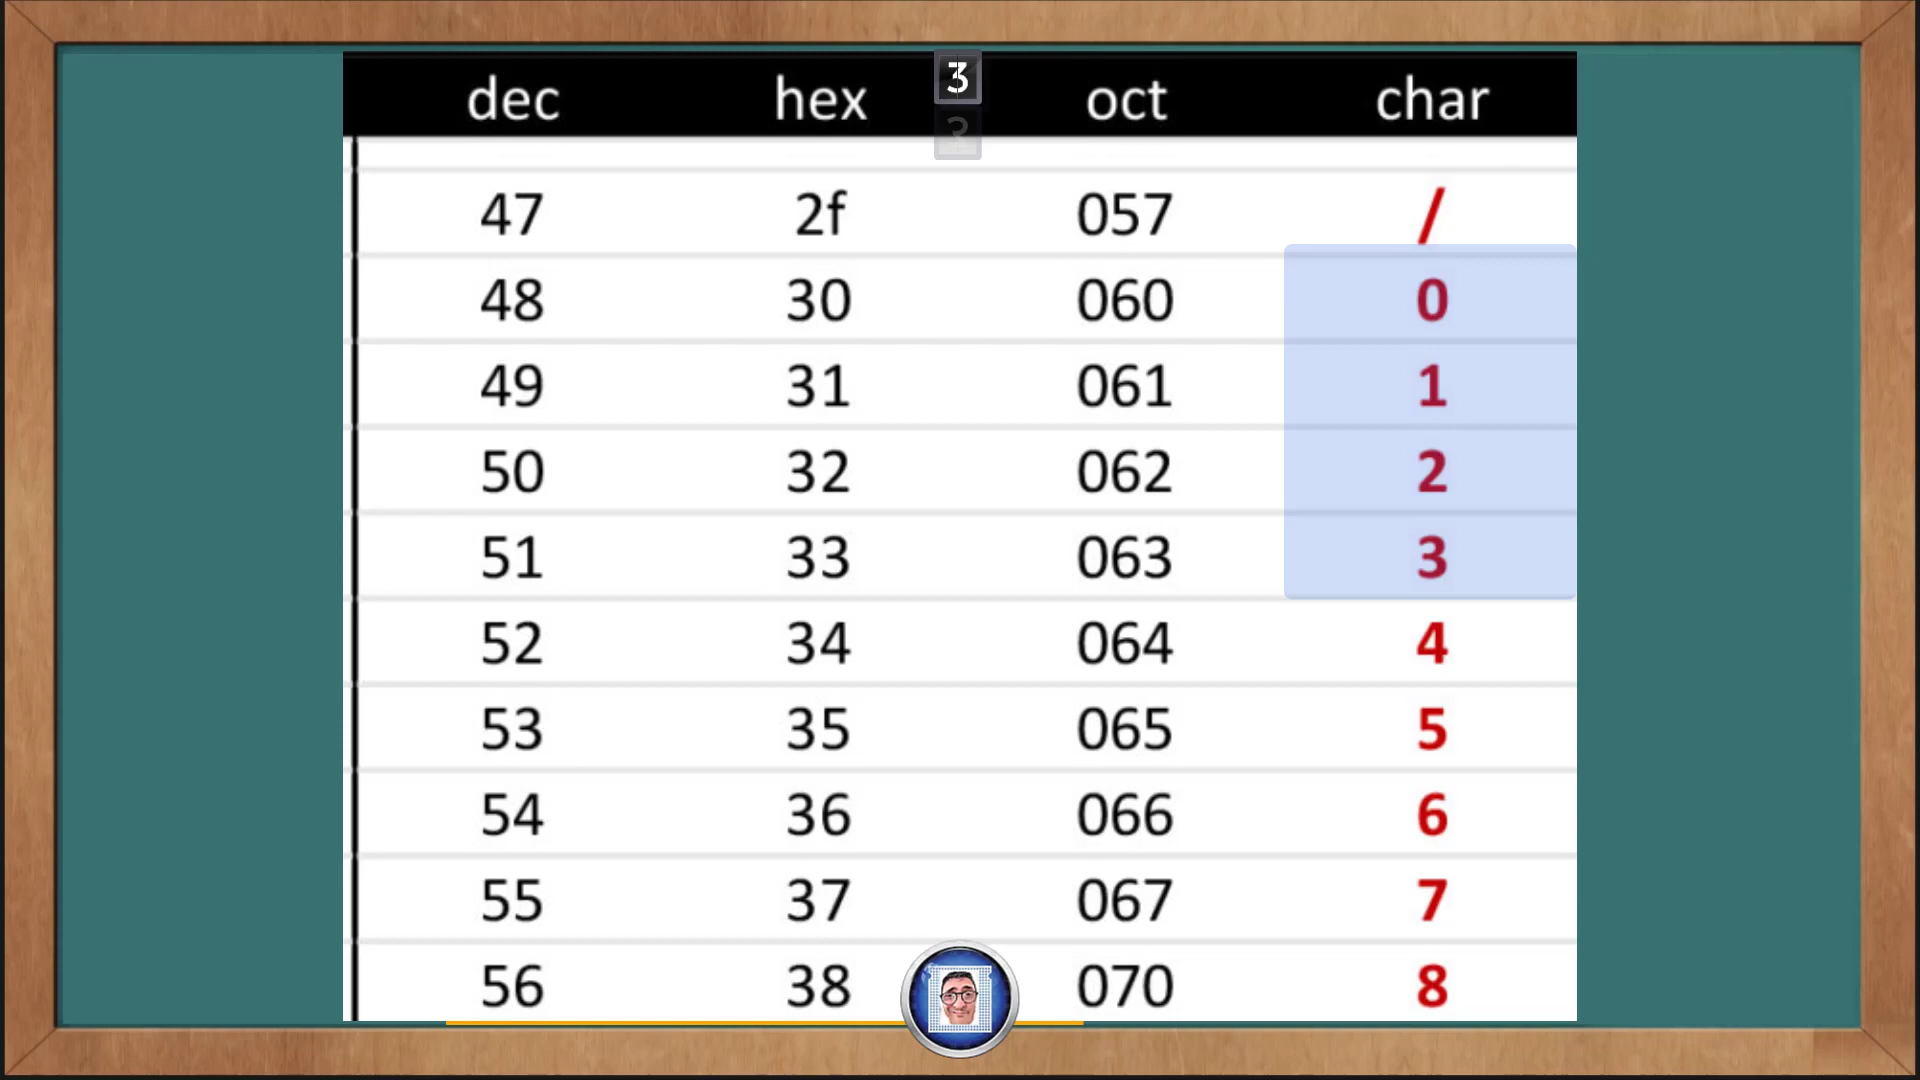 3
dec hex oct char
47 2f 057 /
48 30 060 0
49 31 061 1
50 32 062 2
51 33 063 3
52 34 064 4
53 35 065 5
54 36 066 6
55 37 067 7
56 38 070 8